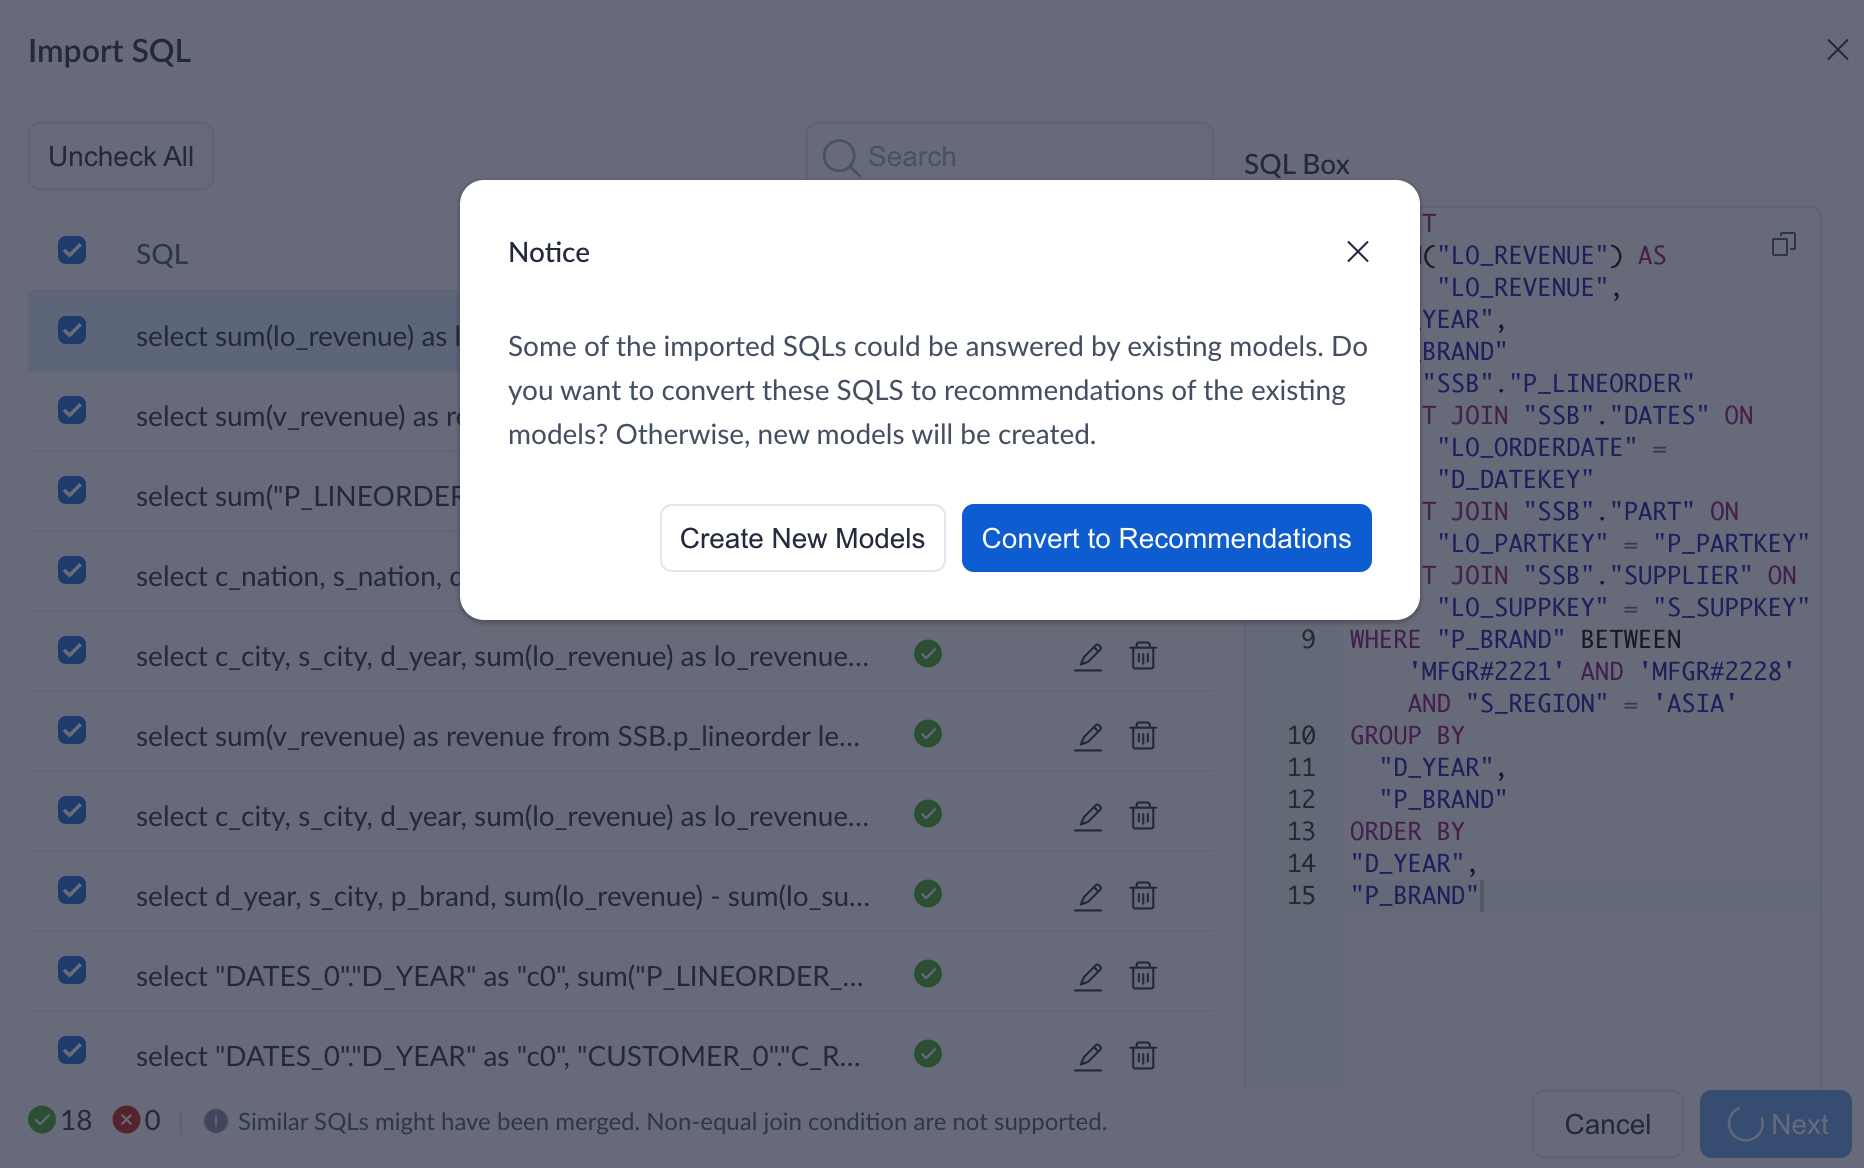 Import SQL
Uncheck All
Search
SQL Box
SQL
select sum(lo_revenue) as
select sum(v_revenue) as
select sum("P_LINEORDER
select c_nation, s_nation,
select c_city, s_city, d_year, sum(lo_revenue) as lo_revenue...
select sum(v_revenue) as revenue from SSB.p_lineorder le...
select c_city, s_city, d_year, sum(lo_revenue) as lo_revenue...
select d_year, s_city, p_brand, sum(lo_revenue) - sum(lo_su...
select "DATES_0"."D_YEAR" as "c0", sum("P_LINEORDER_...
select "DATES_0"."D_YEAR" as "c0", "CUSTOMER_0"."C_R...
Notice
Some of the imported SQLs could be answered by existing models. Do
you want to convert these SQLS to recommendations of the existing
models? Otherwise, new models will be created.
Create New Models
Convert to Recommendations
T
("LO_REVENUE") AS
"LO_REVENUE",
YEAR",
BRAND"
"SSB"."P_LINEORDER"
T JOIN "SSB"."DATES" ON
"LO_ORDERDATE" =
"D_DATEKEY"
T JOIN "SSB"."PART" ON
"LO_PARTKEY" = "P_PARTKEY"
T JOIN "SSB"."SUPPLIER" ON
"LO_SUPPKEY" = "S_SUPPKEY"
9 WHERE "P_BRAND" BETWEEN
'MFGR#2221' AND 'MFGR#2228'
AND "S_REGION" = 'ASIA'
10 GROUP BY
11 "D_YEAR",
12 "P_BRAND"
13 ORDER BY
14 "D_YEAR",
15 "P_BRAND"
18 0 Similar SQLs might have been merged. Non-equal join condition are not supported.
Cancel
Next